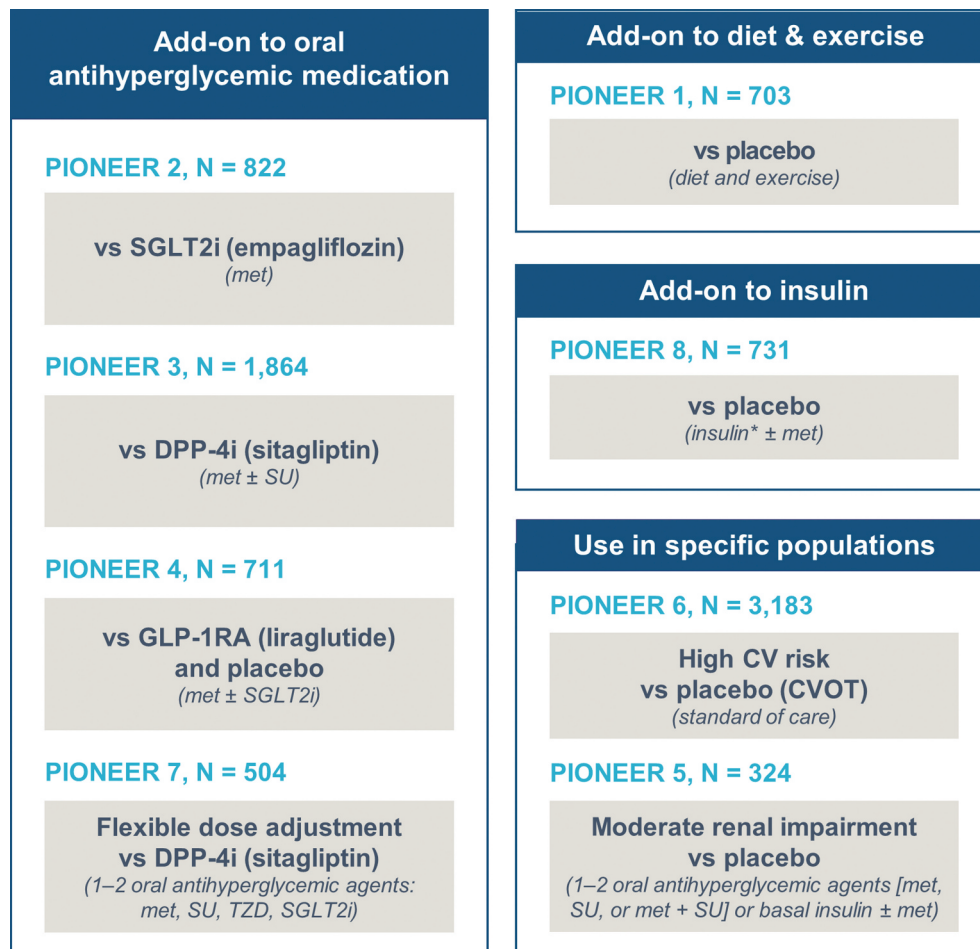 Add-on to oral
antihyperglycemic medication
PIONEER 2, N = 822
vs SGLT2i (empagliflozin)
(met)
PIONEER 3, N = 1,864
vs DPP-4i (sitagliptin)
(met ± SU)
PIONEER 4, N = 711
vs GLP-1RA (liraglutide)
and placebo
(met ± SGLT2i)
PIONEER 7, N = 504
Flexible dose adjustment
vs DPP-4i (sitagliptin)
(1–2 oral antihyperglycemic agents:
met, SU, TZD, SGLT2i)
Add-on to diet & exercise
PIONEER 1, N = 703
vs placebo
(diet and exercise)
Add-on to insulin
PIONEER 8, N = 731
vs placebo
(insulin* ± met)
Use in specific populations
PIONEER 6, N = 3,183
High CV risk
vs placebo (CVOT)
(standard of care)
PIONEER 5, N = 324
Moderate renal impairment
vs placebo
(1–2 oral antihyperglycemic agents [met,
SU, or met + SU] or basal insulin ± met)